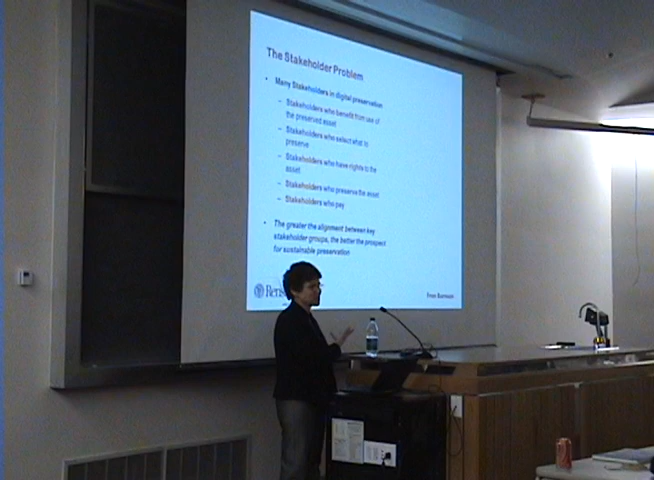 The Stakeholder Problem
• Many Stakeholders in digital preservation
– Stakeholders who benefit from use of
the preserved asset
– Stakeholders who select what to
preserve
– Stakeholders who have rights to the
asset
– Stakeholders who preserve the asset
– Stakeholders who pay
• The greater the alignment between key
stakeholder groups, the better the prospect
for sustainable preservation
Fran Berman